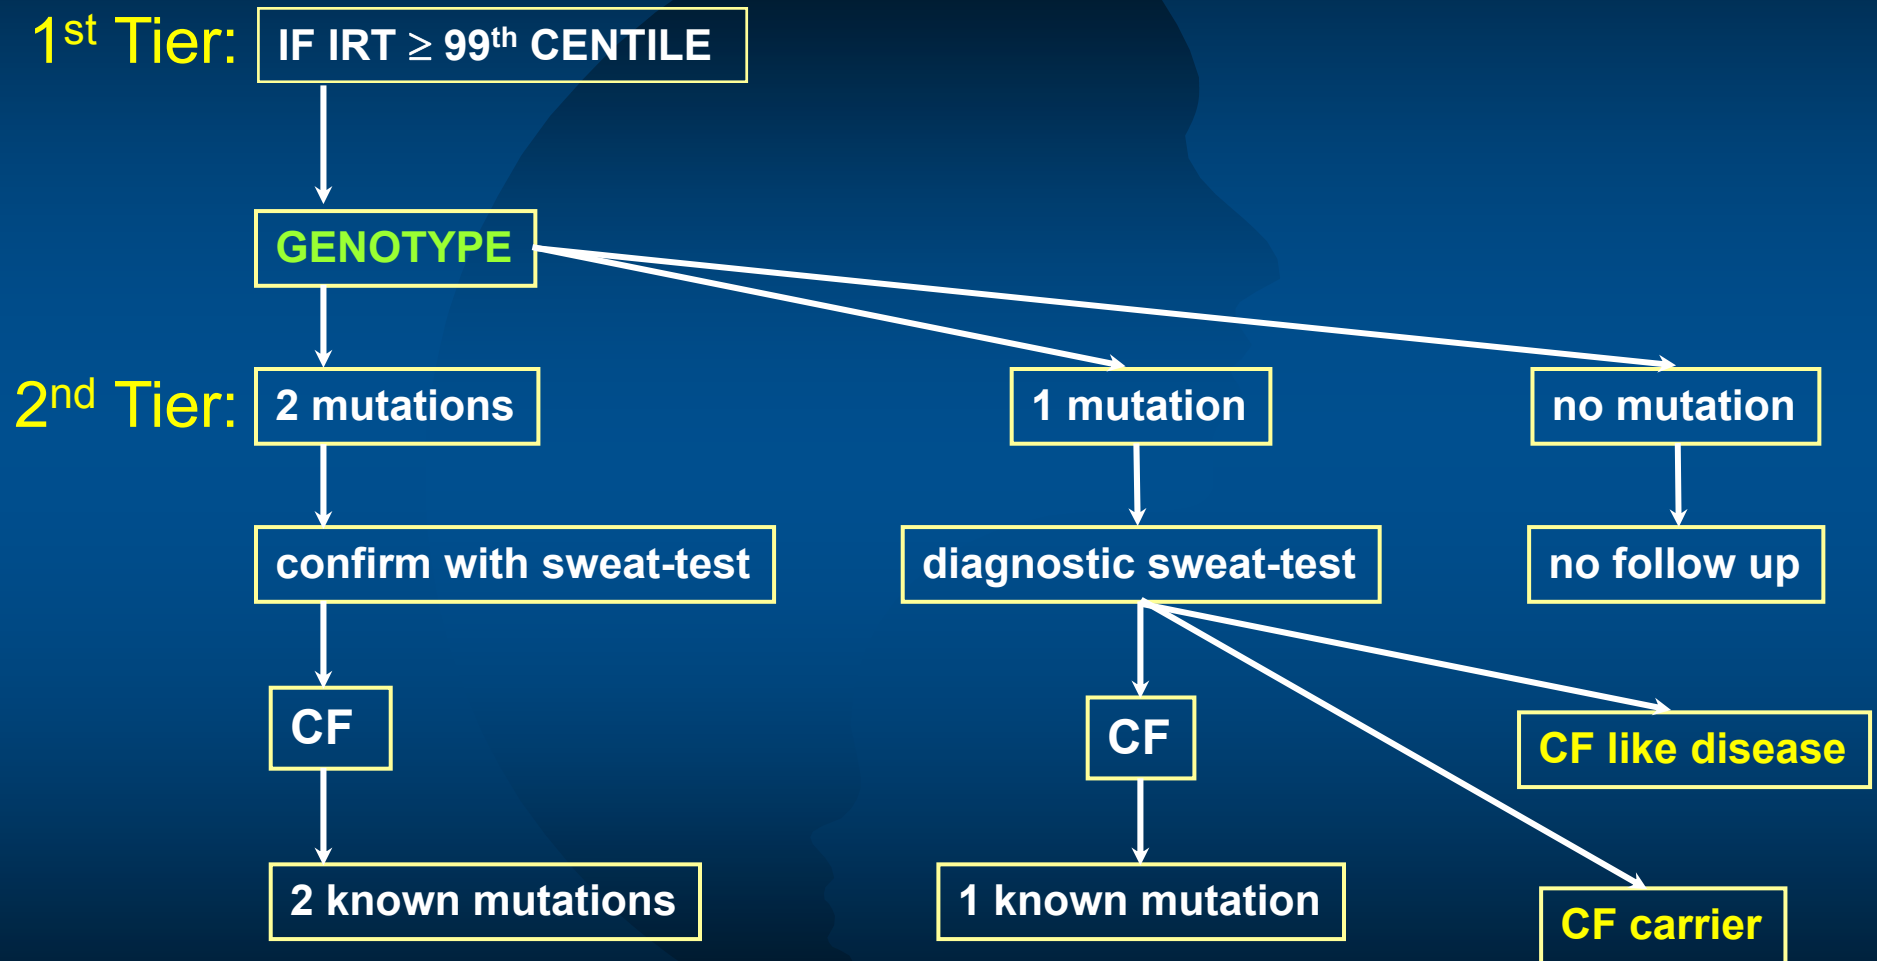 1st Tier:
IF IRT ≥ 99th CENTILE
GENOTYPE
2nd Tier:
2 mutations
1 mutation
no mutation
confirm with sweat-test
diagnostic sweat-test
no follow up
CF
CF
CF like disease
2 known mutations
1 known mutation
CF carrier